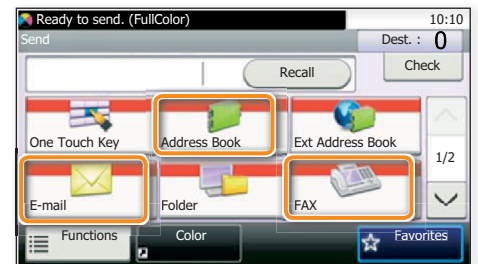 Ready to send. (FullColor) 10:10
Send Dest. : 0
Recall Check
One Touch Key Address Book Ext Address Book
1/2
E-mail Folder FAX
Functions Color Favorites